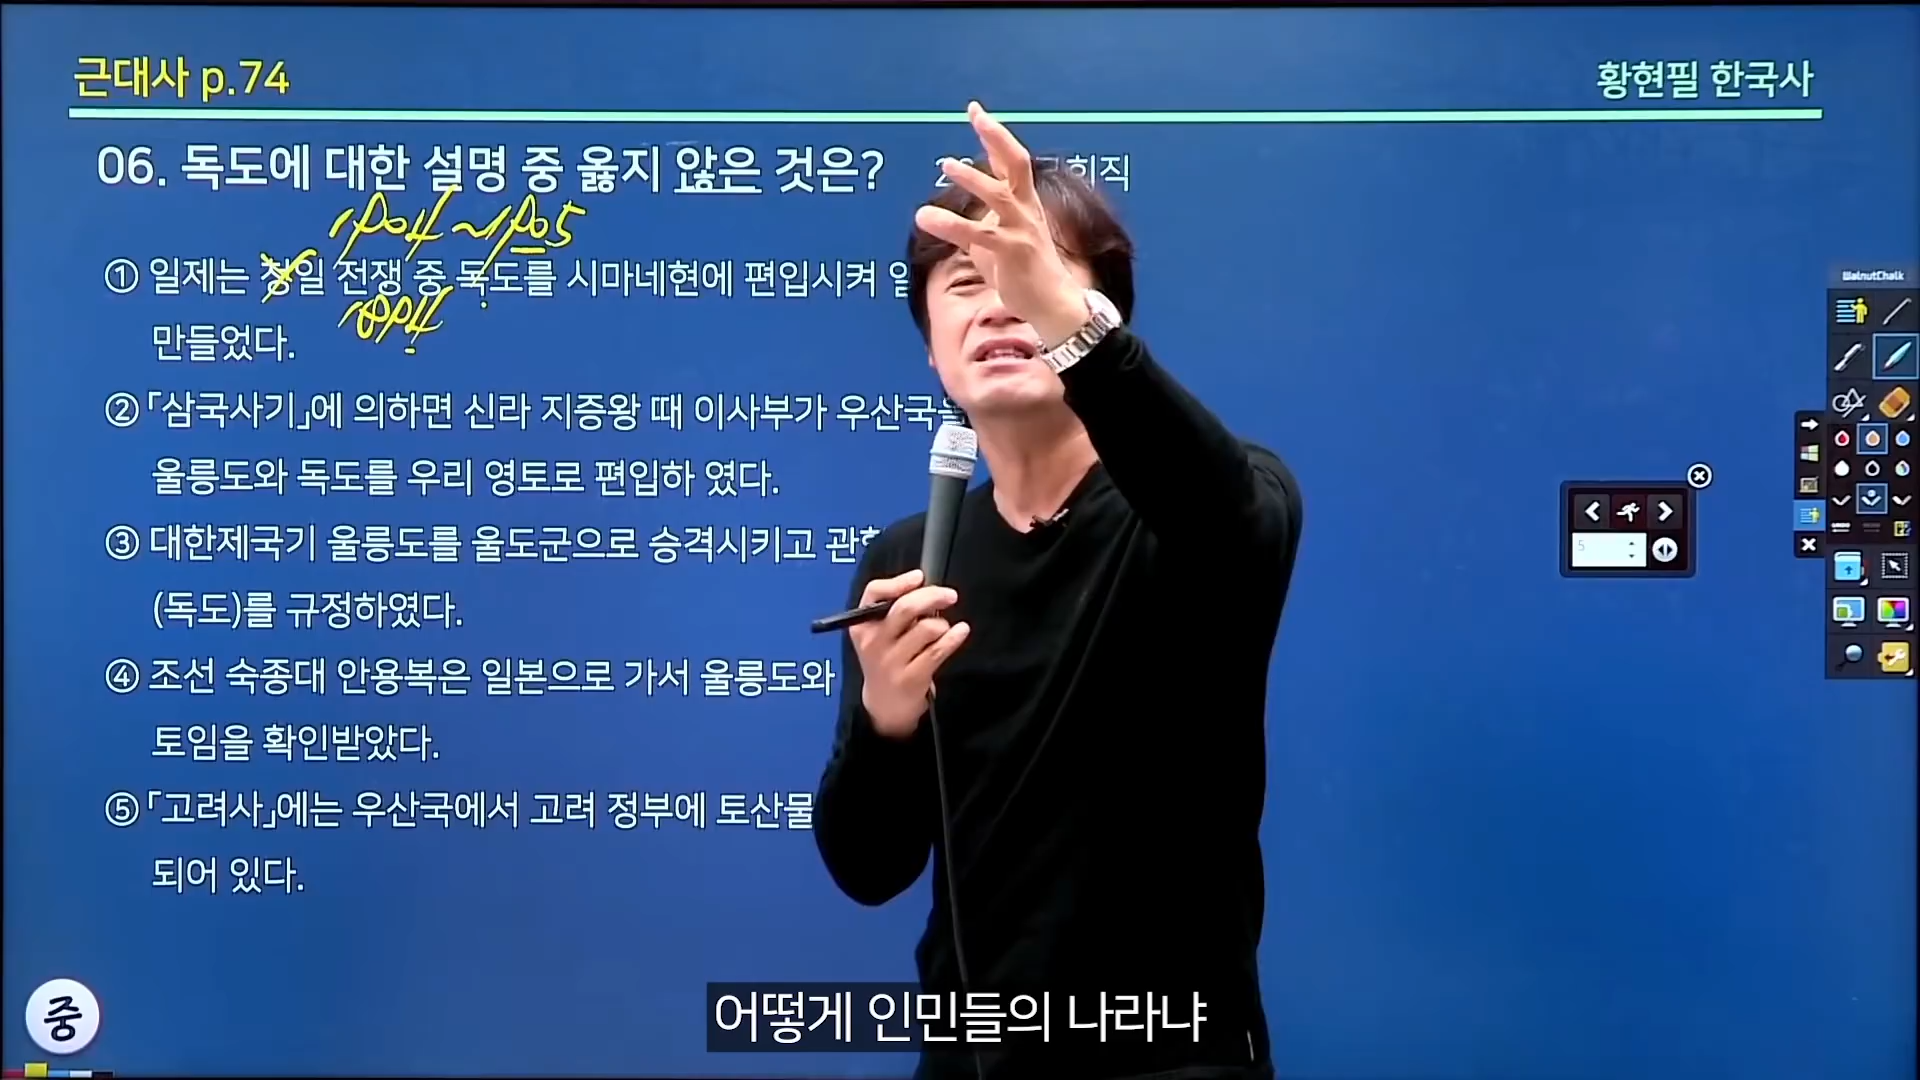 근대사 p.74
황현필 한국사
06. 독도에 대한 설명 중 옳지 않은 것은?
회직
1904~1905
① 일제는 청일 전쟁 중 독도를 시마네현에 편입시켜
1894
만들었다.
② 「삼국사기」에 의하면 신라 지증왕 때 이사부가 우산국을
울릉도와 독도를 우리 영토로 편입하 였다.
③ 대한제국기 울릉도를 울도군으로 승격시키고
(독도)를 규정하였다.
④ 조선 숙종대 안용복은 일본으로 가서 울릉도와
토임을 확인받았다.
⑤ 「고려사」에는 우산국에서 고려 정부에 토산물
되어 있다.
WalnutChalk
5
중
어떻게 인민들의 나라냐